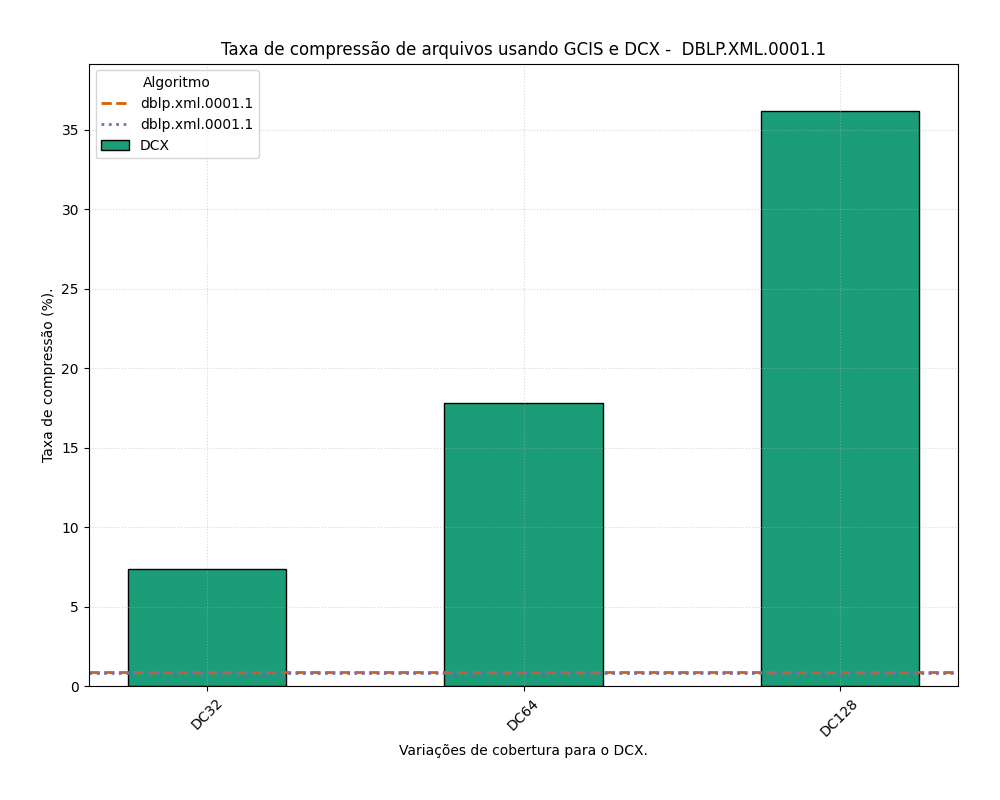 Taxa de compressão de arquivos usando GCIS e DCX -  DBLP.XML.0001.1
Algoritmo
dblp.xml.0001.1
dblp.xml.0001.1
DCX
Taxa de compressão (%).
35
30
25
20
15
10
5
0
DC32
DC64
DC128
Variações de cobertura para o DCX.